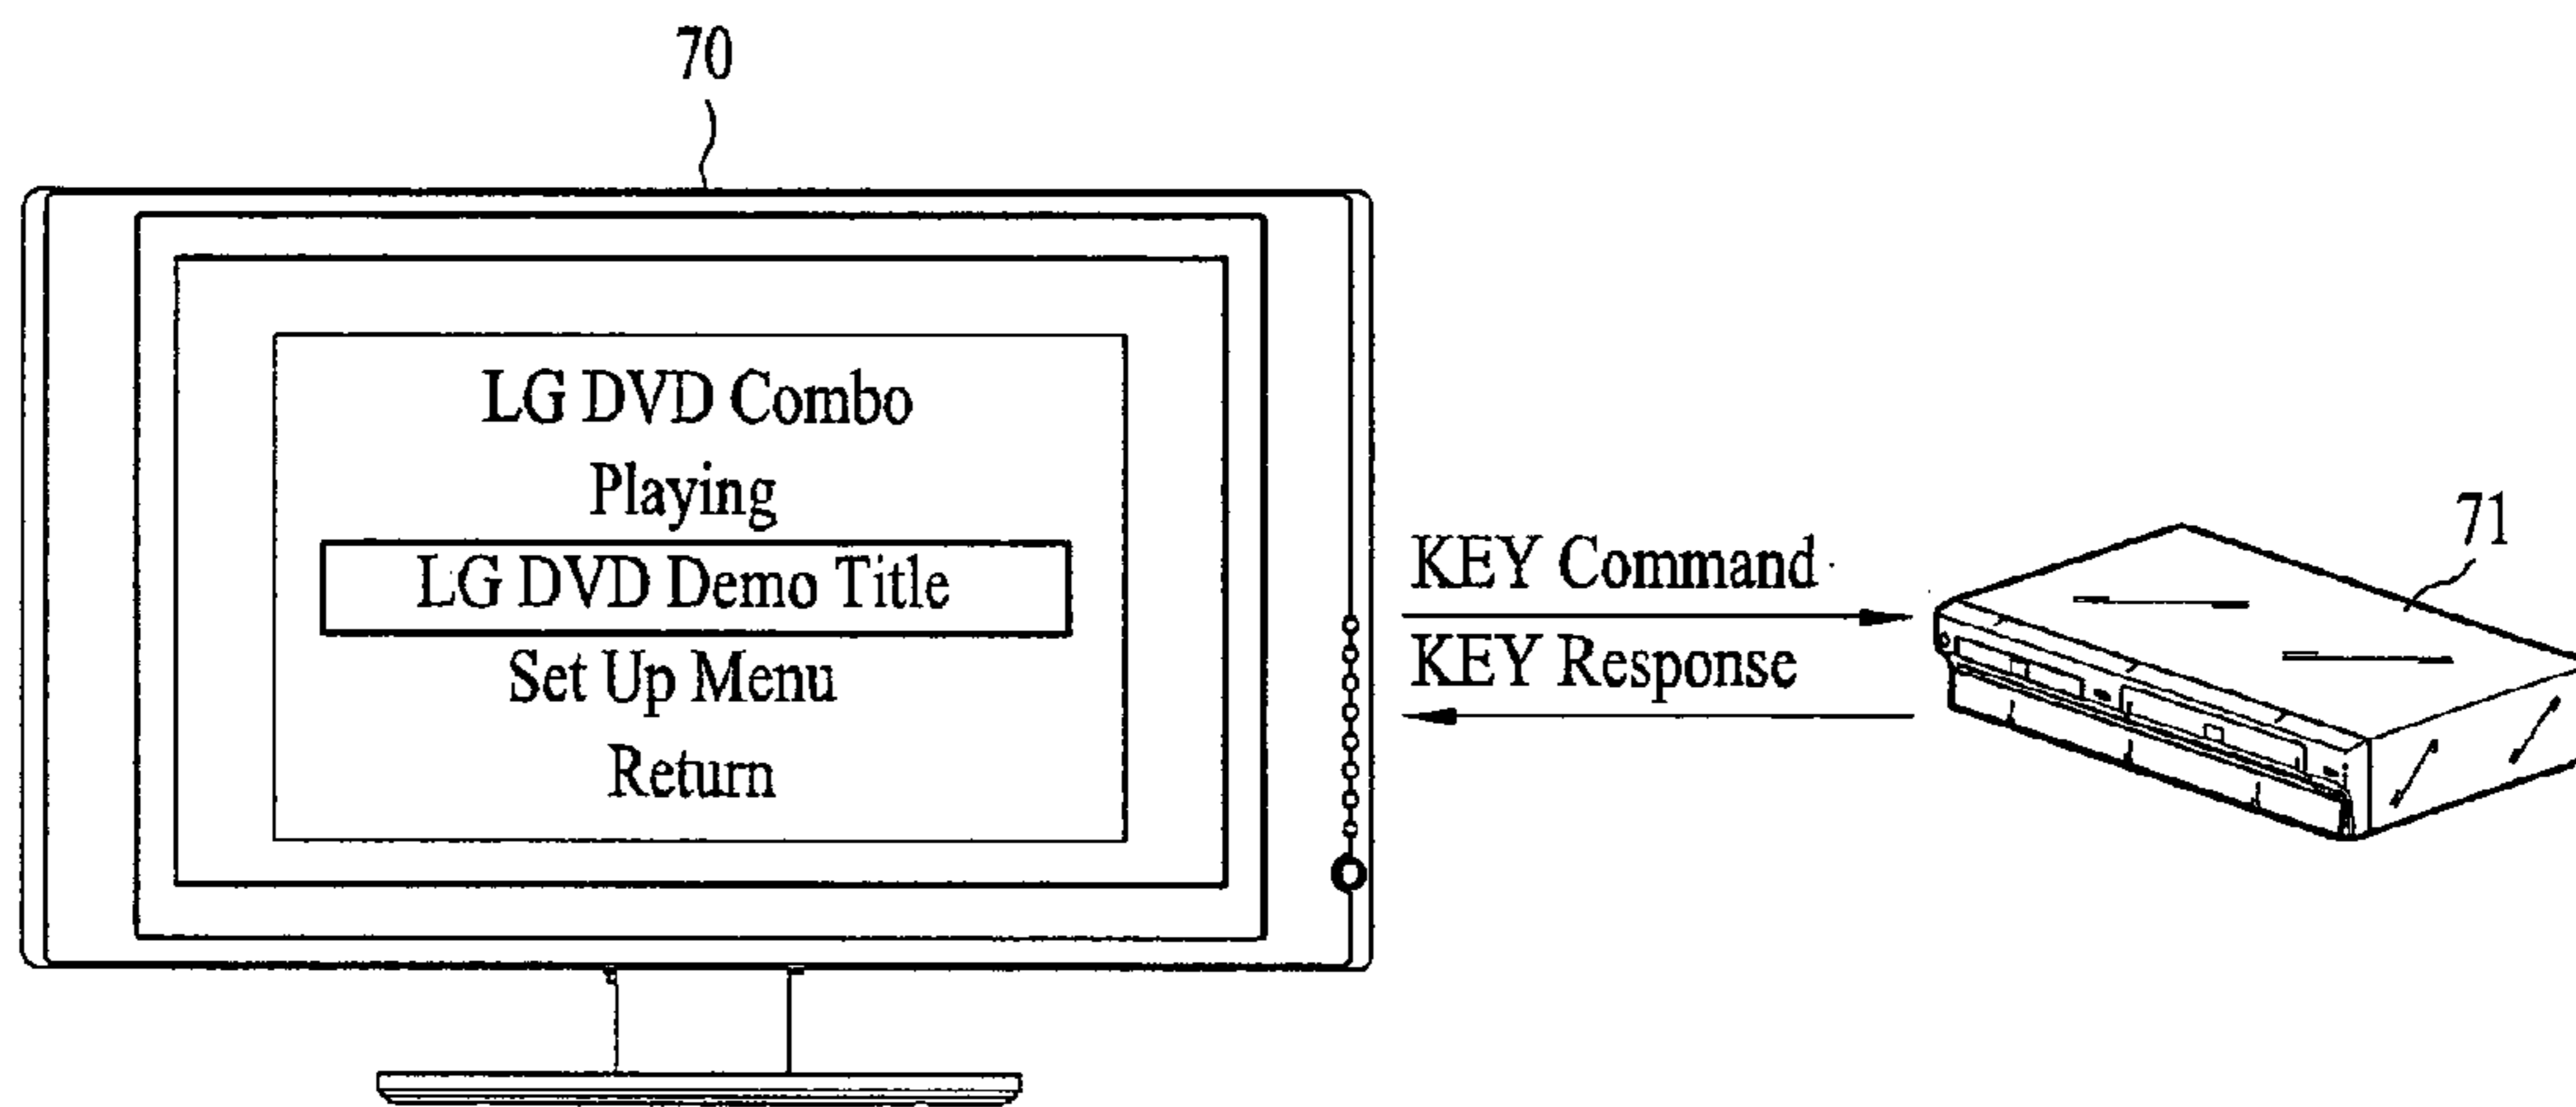 70
LG DVD Combo
Playing
LG DVD Demo Title
Set Up Menu
Return
KEY Command
KEY Response
71